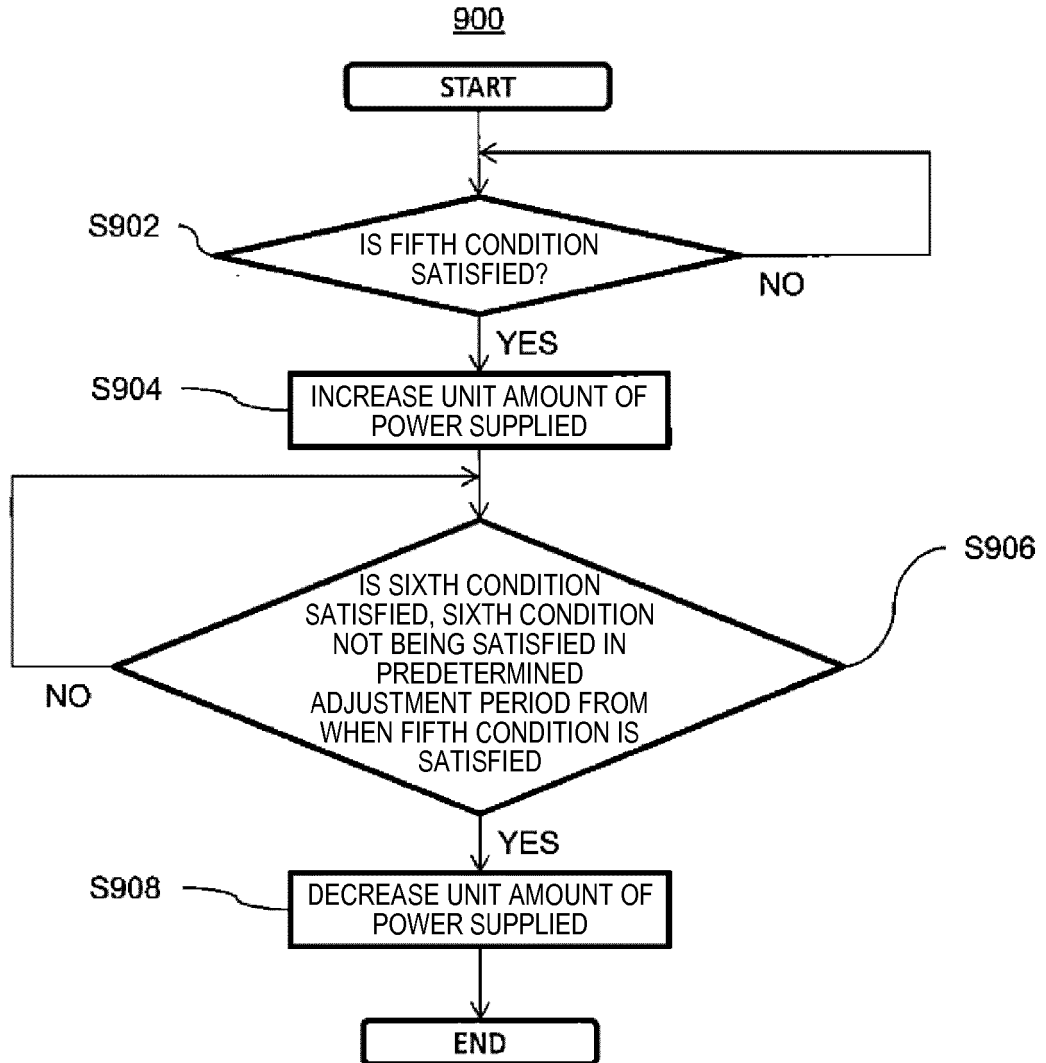 900
START
S902
IS FIFTH CONDITION
SATISFIED?
NO
YES
S904
INCREASE UNIT AMOUNT OF
POWER SUPPLIED
S906
IS SIXTH CONDITION
SATISFIED, SIXTH CONDITION
NOT BEING SATISFIED IN
PREDETERMINED
ADJUSTMENT PERIOD FROM
WHEN FIFTH CONDITION IS
SATISFIED
NO
YES
S908
DECREASE UNIT AMOUNT OF
POWER SUPPLIED
END